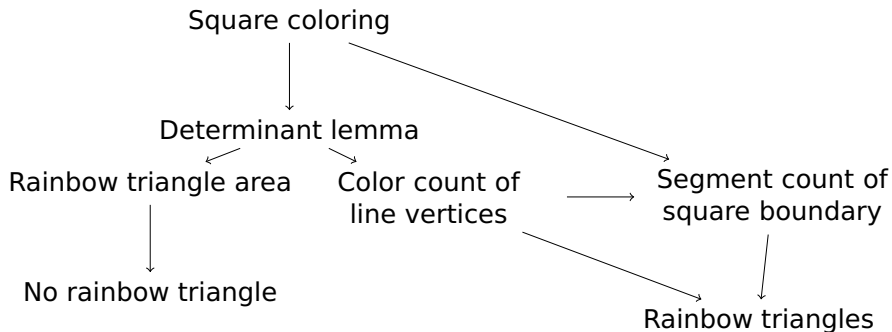 Square coloring
Determinant lemma
Rainbow triangle area
Color count of
line vertices
Segment count of
square boundary
No rainbow triangle
Rainbow triangles